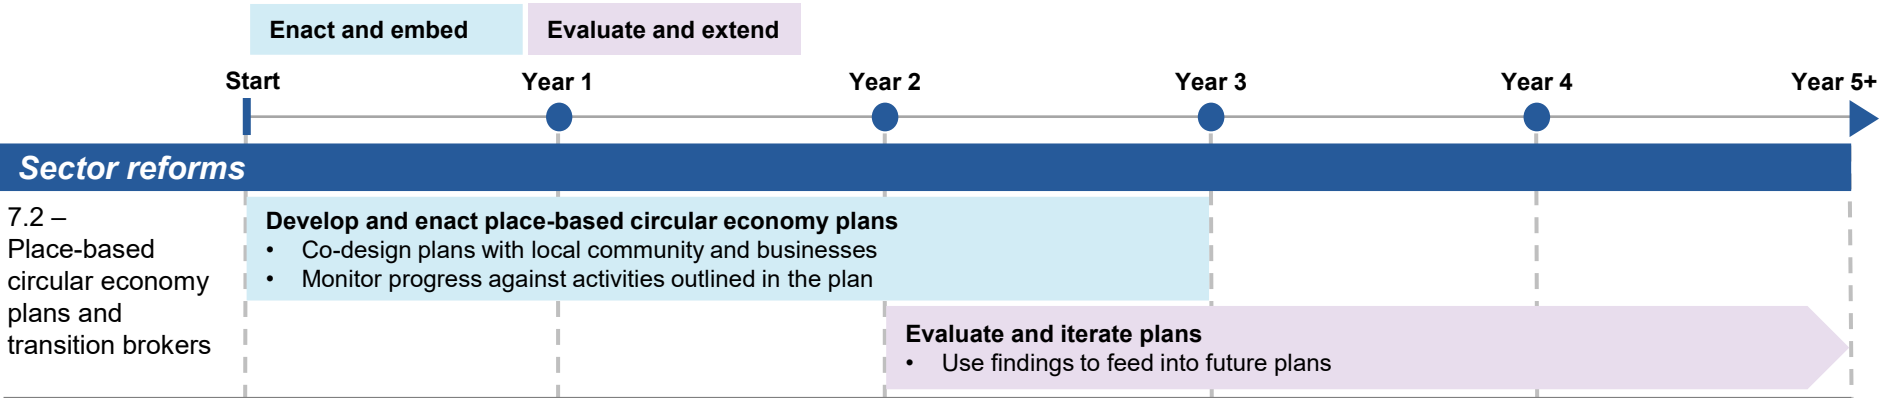 Enact and embed
Evaluate and extend
Start
Year 1
Year 2
Year 3
Year 4
Year 5+
Sector reforms
7.2 –
Place-based
circular economy
plans and
transition brokers
Develop and enact place-based circular economy plans
• Co-design plans with local community and businesses
• Monitor progress against activities outlined in the plan
Evaluate and iterate plans
• Use findings to feed into future plans